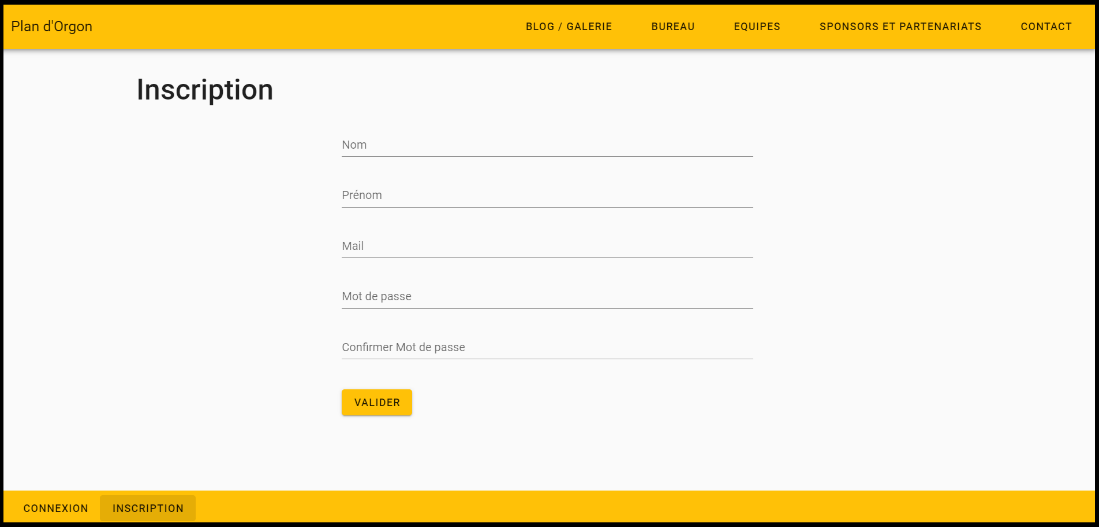 Plan d'Orgon
BLOG / GALERIE BUREAU EQUIPES SPONSORS ET PARTENARIATS CONTACT
Inscription
Nom
Prénom
Mail
Mot de passe
Confirmer Mot de passe
VALIDER
CONNEXION INSCRIPTION